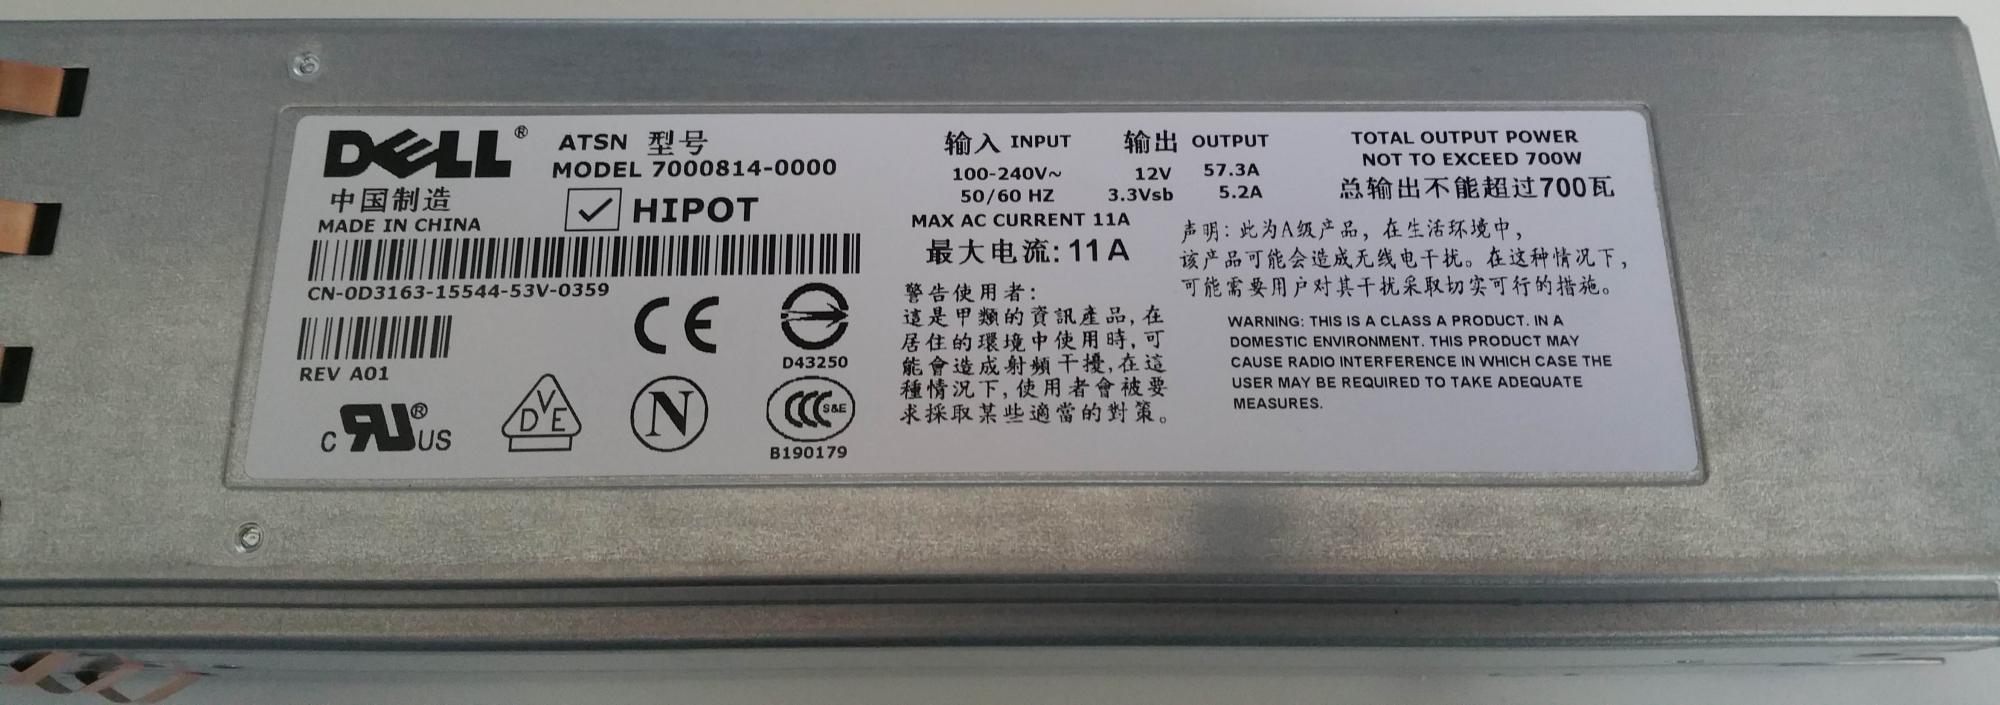 DELL®
中国制造
MADE IN CHINA
ATSN 型号
MODEL 7000814-0000
HIPOT
CN-0D3163-15544-53V-0359
REV A01
C RU® US
CE
D43250
DVE
N
CCC S&E
B190179
输入 INPUT
100-240V~
50/60 HZ
MAX AC CURRENT 11A
最大电流: 11A
输出 OUTPUT
12V 57.3A
3.3Vsb 5.2A
TOTAL OUTPUT POWER
NOT TO EXCEED 700W
总输出不能超过700瓦
警告使用者:
這是甲類的資訊產品,在
居住的環境中使用時,可
能會造成射頻干擾,在這
種情況下,使用者會被要
求採取某些適當的對策。
声明: 此为A级产品, 在生活环境中,
该产品可能会造成无线电干扰。在这种情况下,
可能需要用户对其干扰采取切实可行的措施。
WARNING: THIS IS A CLASS A PRODUCT. IN A
DOMESTIC ENVIRONMENT. THIS PRODUCT MAY
CAUSE RADIO INTERFERENCE IN WHICH CASE THE
USER MAY BE REQUIRED TO TAKE ADEQUATE
MEASURES.